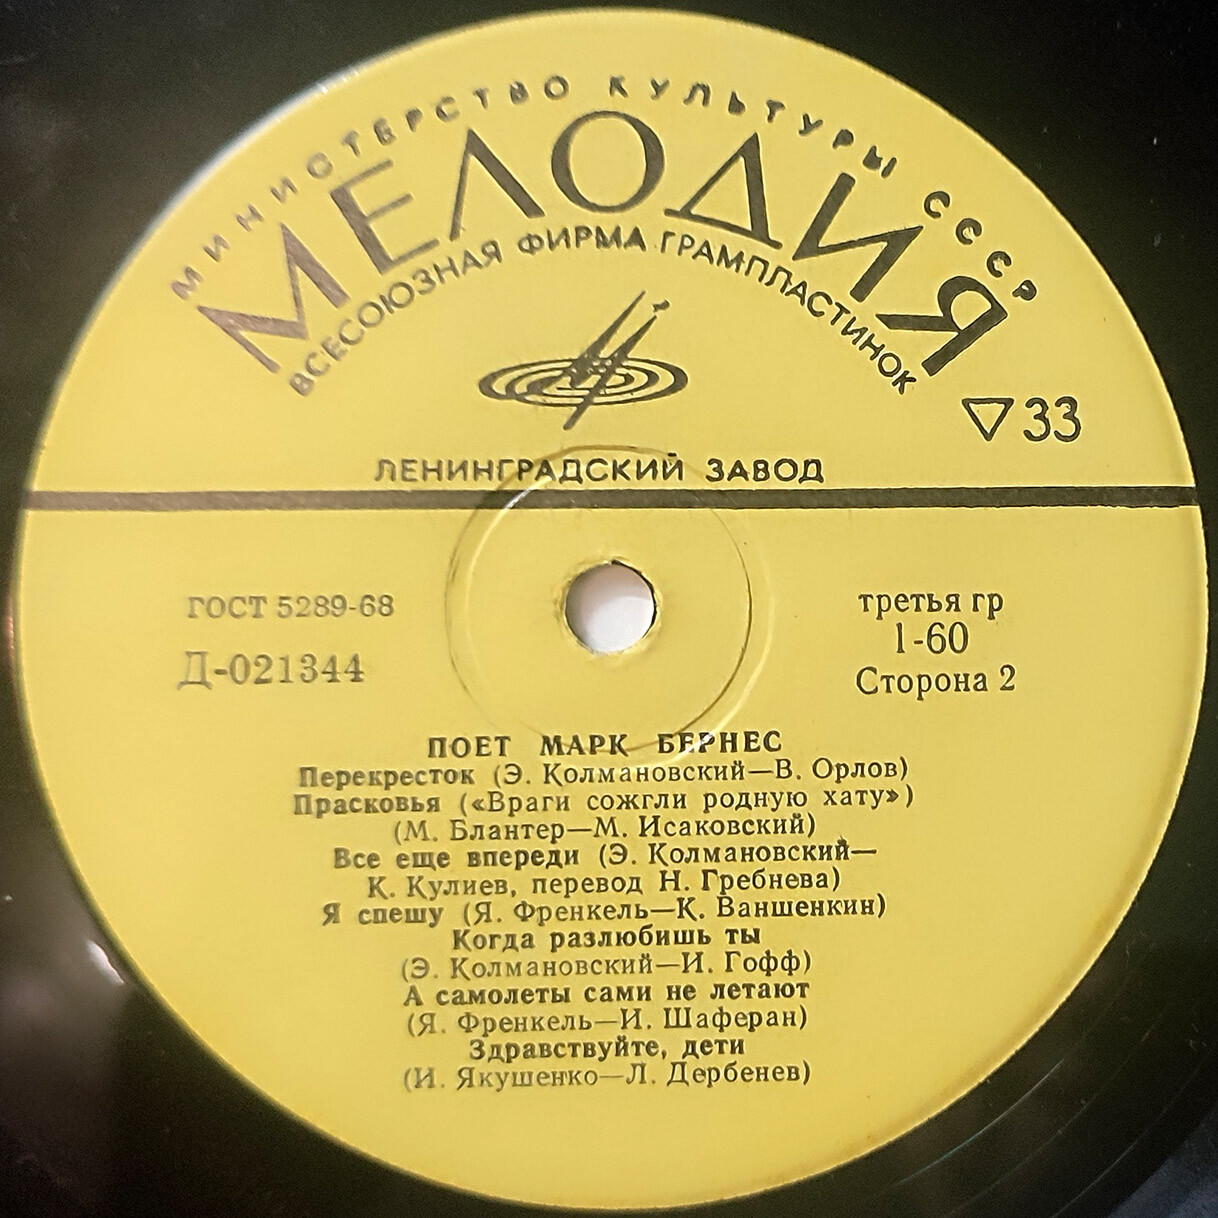 МИНИСТЕРСТВО КУЛЬТУРЫ СССР
МЕЛОДИЯ
ВСЕСОЮЗНАЯ ФИРМА ГРАМПЛАСТИНОК
33
ЛЕНИНГРАДСКИЙ ЗАВОД
ГОСТ 5289-68
Д-021344
третья гр
1-60
Сторона 2
ПОЕТ МАРК БЕРНЕС
Перекресток (Э. Колмановский—В. Орлов)
Прасковья («Враги сожгли родную хату»)
(М. Блантер—М. Исаковский)
Все еще впереди (Э. Колмановский—
К. Кулиев, перевод Н. Гребнева)
Я спешу (Я. Френкель—К. Ваншенкин)
Когда разлюбишь ты
(Э. Колмановский—И. Гофф)
А самолеты сами не летают
(Я. Френкель—И. Шаферан)
Здравствуйте, дети
(И. Якушенко—Л. Дербенев)